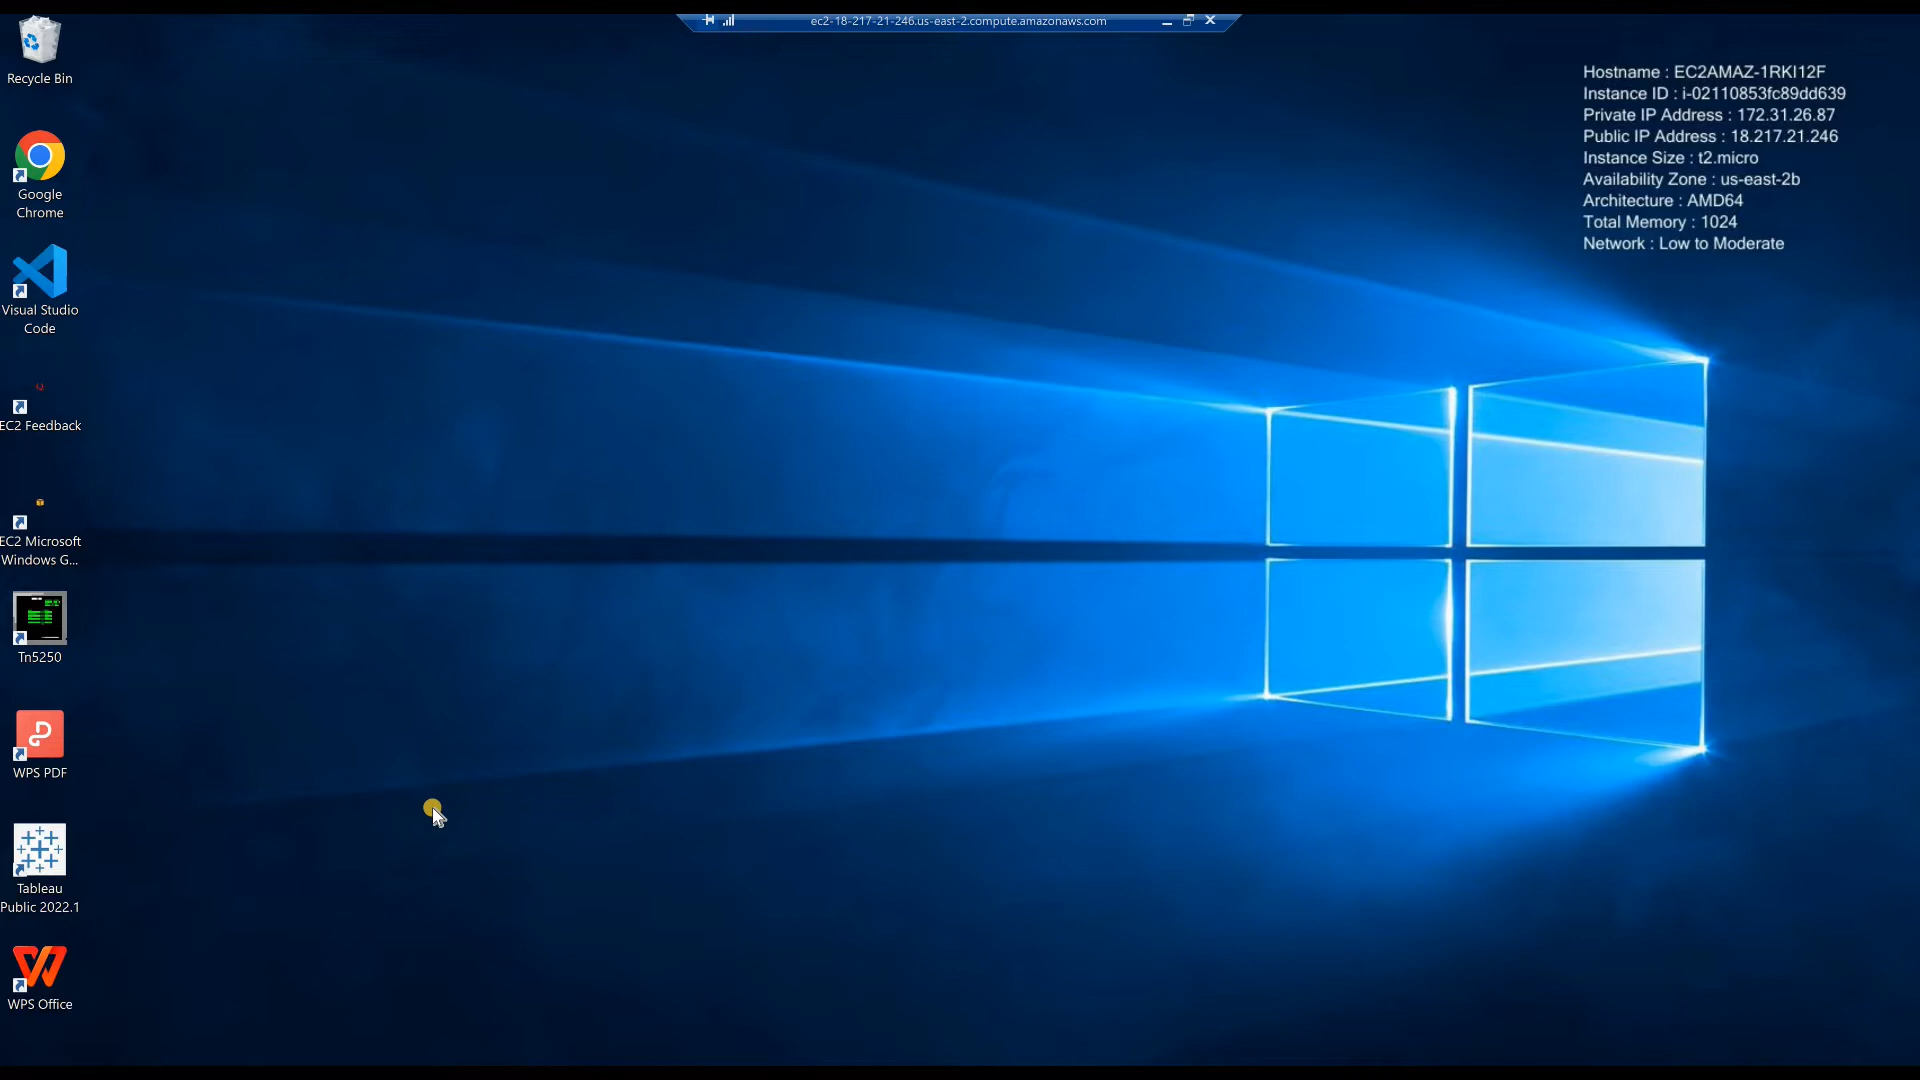 ec2-18-217-21-246.us-east-2.compute.amazonaws.com
Hostname : EC2AMAZ-1RKI12F
Instance ID : i-02110853fc89dd639
Private IP Address : 172.31.26.87
Public IP Address : 18.217.21.246
Instance Size : t2.micro
Availability Zone : us-east-2b
Architecture : AMD64
Total Memory : 1024
Network : Low to Moderate
Recycle Bin
Google
Chrome
Visual Studio
Code
EC2 Feedback
EC2 Microsoft
Windows G...
Tn5250
WPS PDF
Tableau
Public 2022.1
WPS Office